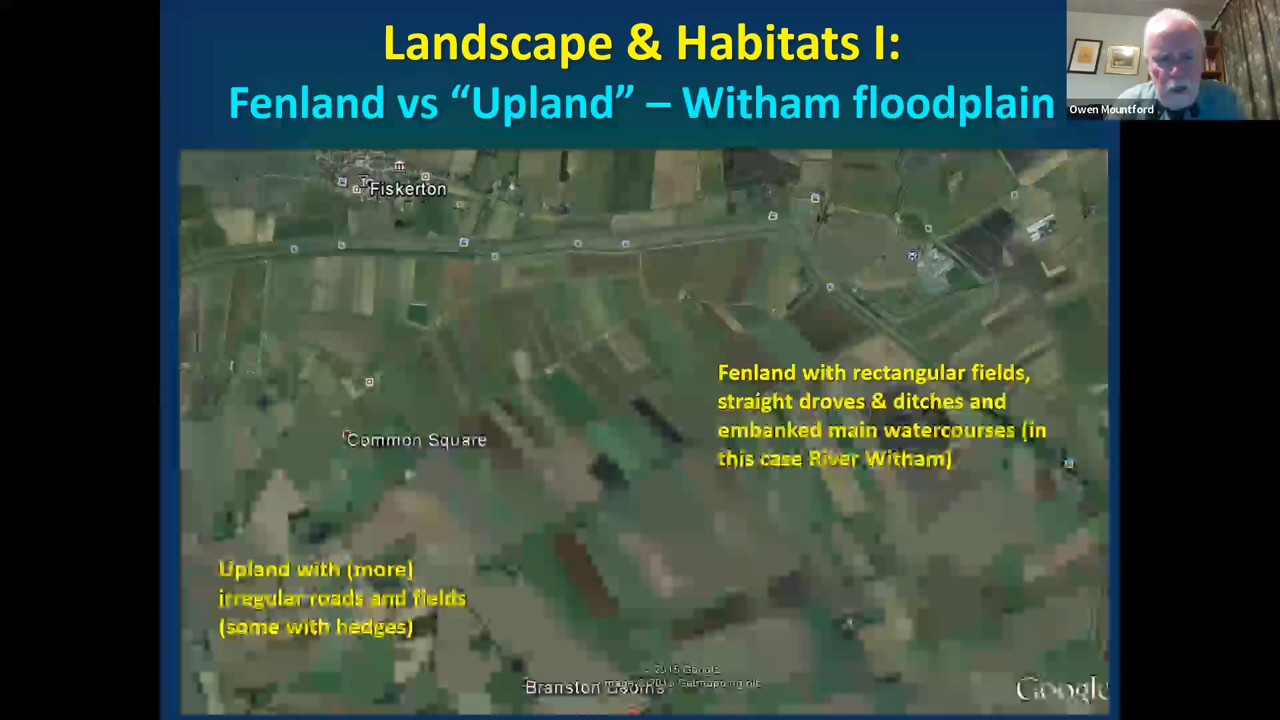 Landscape & Habitats I:
Fenland vs “Upland” – Witham floodplain
Owen Mountford
Fiskerton
Fenland with rectangular fields,
straight droves & ditches and
embanked main watercourses (in
this case River Witham)
Common Square
Upland with (more)
irregular roads and fields
(some with hedges)
Branston Booths
Google